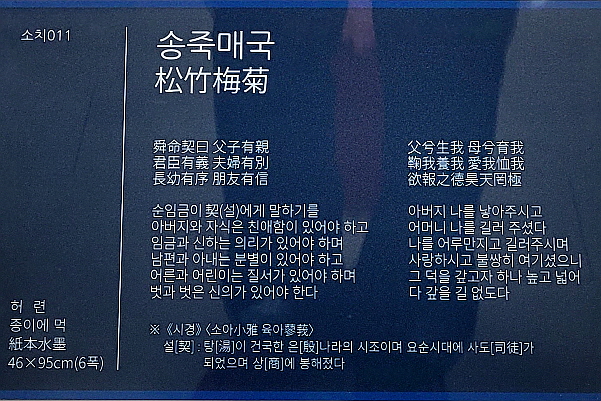 소치011
송죽매국
松竹梅菊
舜命契曰 父子有親
君臣有義 夫婦有別
長幼有序 朋友有信
순임금이 契(설)에게 말하기를
아버지와 자식은 친애함이 있어야 하고
임금과 신하는 의리가 있어야 하며
남편과 아내는 분별이 있어야 하고
어른과 어린이는 질서가 있어야 하며
벗과 벗은 신의가 있어야 한다
父兮生我 母兮育我
鞠我養我 愛我恤我
欲報之德昊天罔極
아버지 나를 낳아주시고
어머니 나를 길러 주셨다
나를 어루만지고 길러주시며
사랑하시고 불쌍히 여기셨으니
그 덕을 갚고자 하나 높고 넓어
다 갚을 길 없도다
※《시경》〈소아小雅 육아蓼莪〉
설[契] : 탕[湯]이 건국한 은[殷]나라의 시조이며 요순시대에 사도[司徒]가
되었으며 상[商]에 봉해졌다
허 련
종이에 먹
紙本水墨
46×95cm(6폭)